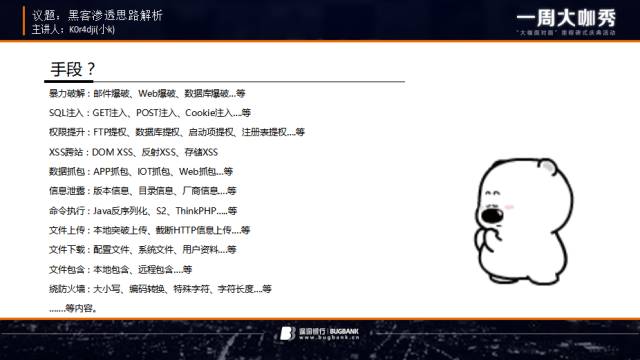 议题：黑客渗透思路解析
主讲人：K0r4dji(小k)
一周大咖秀
"大咖面对面"
手段？
暴力破解：邮件爆破、Web爆破、数据库爆破...等
SQL注入：GET注入、POST注入、Cookie注入....等
权限提升：FTP提权、数据库提权、启动项提权、注册表提权....等
XSS跨站：DOM XSS、反射XSS、存储XSS
数据抓包：APP抓包、IOT抓包、Web抓包...等
信息泄露：版本信息、目录信息、厂商信息....等
命令执行：Java反序列化、S2、ThinkPHP.....等
文件上传：本地突破上传、截断HTTP信息上传....等
文件下载：配置文件、系统文件、用户资料....等
文件包含：本地包含、远程包含....等
绕防火墙：大小写、编码转换、特殊字符、字符长度....等
.......等内容。
漏洞银行 | BUGBANK
www.bugbank.cn